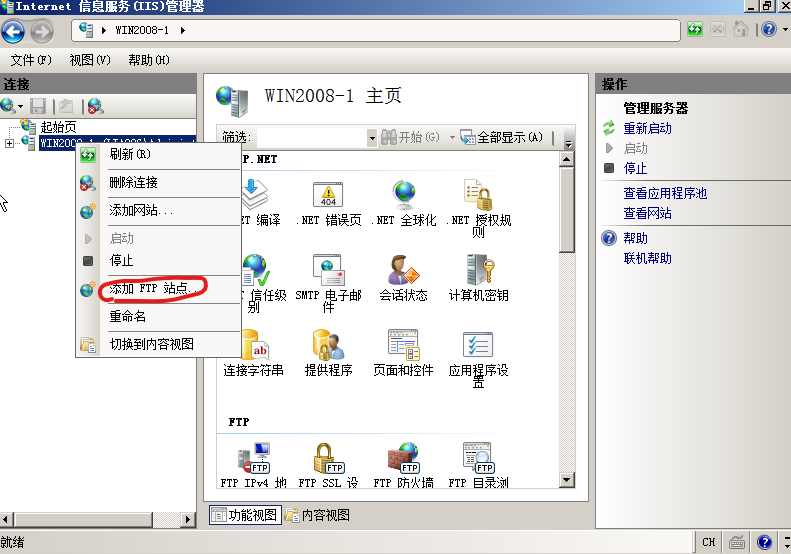 Internet 信息服务(IIS)管理器
WIN2008-1
文件(F) 视图(V) 帮助(H)
连接
起始页
刷新(R)
删除连接
添加网站...
启动
停止
添加 FTP 站点...
重命名
切换到内容视图
WIN2008-1 主页
筛选: 开始(G) 全部显示(A)
P.NET
编译
.NET 错误页
.NET 全球化
.NET 授权规则
信任级别
SMTP 电子邮件
会话状态
计算机密钥
连接字符串
提供程序
页面和控件
应用程序设置
FTP
FTP IPv4 地
FTP SSL 设
FTP 防火墙
FTP 目录浏
功能视图 内容视图
操作
管理服务器
重新启动
启动
停止
查看应用程序池
查看网站
帮助
联机帮助
就绪
CH